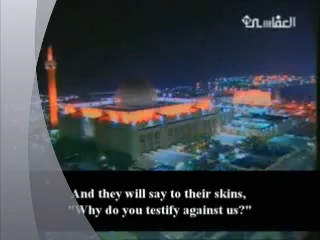 العفاسي
And they will say to their skins,
"Why do you testify against us?"